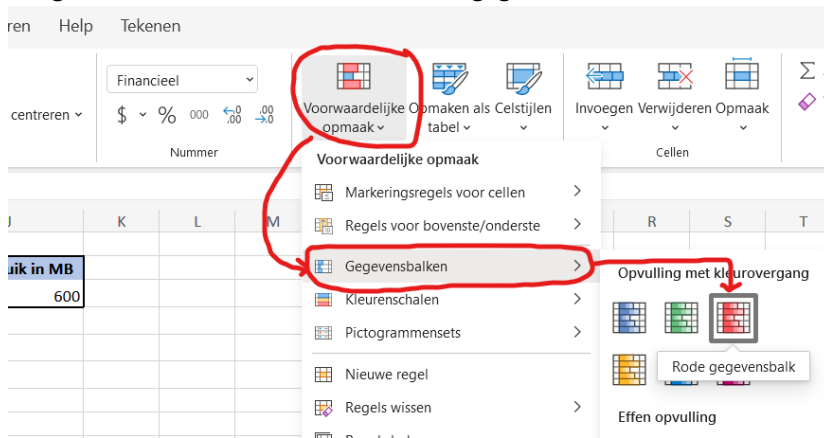 ren Help Tekenen
Financieel
centreren
$ % 000
Nummer
Voorwaardelijke opmaak
Opmaken als tabel
Celstijlen
Invoegen Verwijderen Opmaak
Cellen
Voorwaardelijke opmaak
Markeringsregels voor cellen
Regels voor bovenste/onderste
Gegevensbalken
Kleurenschalen
Pictogrammensets
Nieuwe regel
Regels wissen
K L M R S T
uik in MB
600
Opvulling met kleurovergang
Rode gegevensbalk
Effen opvulling